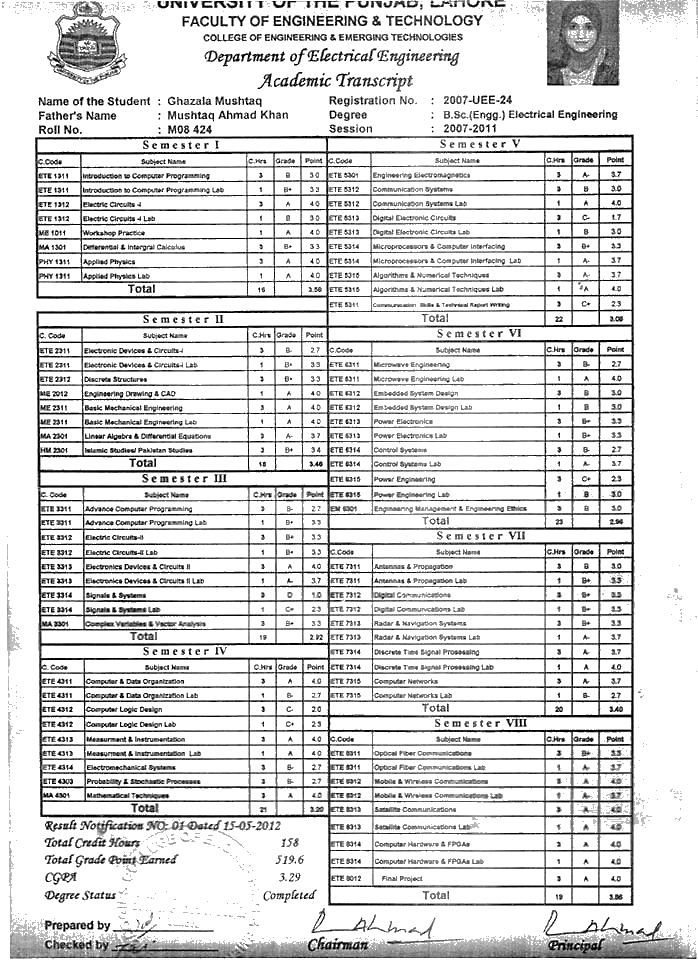 UNIVERSITY OF THE PUNJAB, LAHORE
FACULTY OF ENGINEERING & TECHNOLOGY
COLLEGE OF ENGINEERING & EMERGING TECHNOLOGIES
Department of Electrical Engineering
Academic Transcript
Name of the Student : Ghazala Mushtaq
Father's Name : Mushtaq Ahmad Khan
Roll No. : M08 424
Registration No. : 2007-UEE-24
Degree : B.Sc.(Engg.) Electrical Engineering
Session : 2007-2011
Semester I
C.Code Subject Name C.Hrs Grade Point
ETE 1311 Introduction to Computer Programming 3 B 3.0
ETE 1311 Introduction to Computer Programming Lab 1 B+ 3.3
ETE 1312 Electric Circuits -I 3 A 4.0
ETE 1312 Electric Circuits -I Lab 1 B 3.0
ME 1011 Workshop Practice 1 A 4.0
MA 1301 Differential & Intergral Calculus 3 B+ 3.3
PHY 1311 Applied Physics 3 A 4.0
PHY 1311 Applied Physics Lab 1 A 4.0
Total 16 3.58
Semester II
C. Code Subject Name C.Hrs Grade Point
ETE 2311 Electronic Devices & Circuits-I 3 B- 2.7
ETE 2311 Electronic Devices & Circuits-I Lab 1 B+ 3.3
ETE 2312 Discrete Structures 3 B+ 3.3
ME 2012 Engineering Drawing & CAD 1 A 4.0
ME 2311 Basic Mechanical Engineering 3 A 4.0
ME 2311 Basic Mechanical Engineering Lab 1 A 4.0
MA 2301 Linear Algebra & Differential Equations 3 A- 3.7
HM 2301 Islamic Studies/ Pakistan Studies 3 B+ 3.4
Total 18 3.46
Semester III
C. Code Subject Name C.Hrs Grade Point
ETE 3311 Advance Computer Programming 3 B- 2.7
ETE 3311 Advance Computer Programming Lab 1 B+ 3.3
ETE 3312 Electric Circuits-II 3 B+ 3.3
ETE 3312 Electric Circuits-II Lab 1 B+ 3.3
ETE 3313 Electronics Devices & Circuits II 3 A 4.0
ETE 3313 Electronics Devices & Circuits II Lab 1 A- 3.7
ETE 3314 Signals & Systems 3 D 1.0
ETE 3314 Signals & Systems Lab 1 C+ 2.3
MA 3301 Complex Variables & Vector Analysis 3 B+ 3.3
Total 19 2.92
Semester IV
C. Code Subject Name C.Hrs Grade Point
ETE 4311 Computer & Data Organization 3 A 4.0
ETE 4311 Computer & Data Organization Lab 1 B- 2.7
ETE 4312 Computer Logic Design 3 C- 2.0
ETE 4312 Computer Logic Design Lab 1 C+ 2.3
ETE 4313 Measurment & Instrumentation 3 A 4.0
ETE 4313 Measurment & Instrumentation Lab 1 A 4.0
ETE 4314 Electromechanical Systems 3 B- 2.7
ETE 4303 Probability & Stochastic Processes 3 B- 2.7
MA 4301 Mathematical Techniques 3 A 4.0
Total 21 3.20
Semester V
C.Code Subject Name C.Hrs Grade Point
ETE 5301 Engineering Electromagnetics 3 A- 3.7
ETE 5312 Communication Systems 3 B 3.0
ETE 5312 Communication Systems Lab 1 A 4.0
ETE 5313 Digital Electronic Circuits 3 C- 1.7
ETE 5313 Digital Electronic Circuits Lab 1 B 3.0
ETE 5314 Microprocessors & Computer Interfacing 3 B+ 3.3
ETE 5314 Microprocessors & Computer Interfacing Lab 1 A- 3.7
ETE 5315 Algorithms & Numerical Techniques 3 A- 3.7
ETE 5315 Algorithms & Numerical Techniques Lab 1 A 4.0
ETE 5311 Communication Skills & Technical Report Writing 3 C+ 2.3
Total 22 3.08
Semester VI
C.Code Subject Name C.Hrs Grade Point
ETE 6311 Microwave Engineering 3 B- 2.7
ETE 6311 Microwave Engineering Lab 1 A 4.0
ETE 6312 Embedded System Design 3 B 3.0
ETE 6312 Embedded System Design Lab 1 B 3.0
ETE 6313 Power Electronics 3 B+ 3.3
ETE 6313 Power Electronics Lab 1 B+ 3.3
ETE 6314 Control Systems 3 B- 2.7
ETE 6314 Control Systems Lab 1 A- 3.7
ETE 6315 Power Engineering 3 C+ 2.3
ETE 6315 Power Engineering Lab 1 B 3.0
EM 6301 Engineering Management & Engineering Ethics 3 B 3.0
Total 23 2.96
Semester VII
C.Code Subject Name C.Hrs Grade Point
ETE 7311 Antennas & Propagation 3 B 3.0
ETE 7311 Antennas & Propagation Lab 1 B+ 3.3
ETE 7312 Digital Communications 3 B+ 3.3
ETE 7312 Digital Communications Lab 1 B+ 3.3
ETE 7313 Radar & Navigation Systems 3 B+ 3.3
ETE 7313 Radar & Navigation Systems Lab 1 A- 3.7
ETE 7314 Discrete Time Signal Prosessing 3 A- 3.7
ETE 7314 Discrete Time Signal Prosessing Lab 1 A 4.0
ETE 7315 Computer Networks 3 A- 3.7
ETE 7315 Computer Networks Lab 1 B- 2.7
Total 20 3.40
Semester VIII
C.Code Subject Name C.Hrs Grade Point
ETE 8311 Optical Fiber Communications 3 B+ 3.3
ETE 8311 Optical Fiber Communications Lab 1 A- 3.7
ETE 8312 Mobile & Wireless Communications 3 A 4.0
ETE 8312 Mobile & Wireless Communications Lab 1 A- 3.7
ETE 8313 Satellite Communications 3 A 4.0
ETE 8313 Satellite Communications Lab 1 A 4.0
ETE 8314 Computer Hardware & FPGAs 3 A 4.0
ETE 8314 Computer Hardware & FPGAs Lab 1 A 4.0
ETE 8012 Final Project 3 A 4.0
Total 19 3.86
Result Notification NO: 01 Dated 15-05-2012
Total Credit Hours 158
Total Grade Point Earned 519.6
CGPA 3.29
Degree Status Completed
Prepared by
Checked by
R Ahmad
Chairman
R Ahmad
Principal